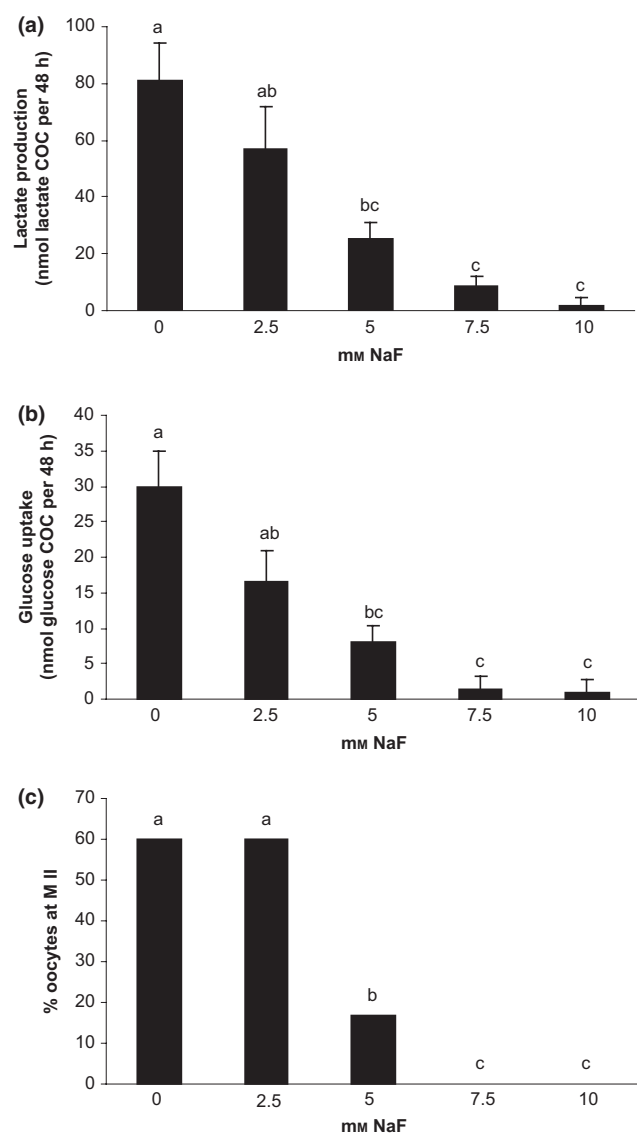 (a)
Lactate production
(nmol lactate COC per 48 h)
100
80
60
40
20
0
a
ab
bc
c
c
0 2.5 5 7.5 10
mM NaF
(b)
Glucose uptake
(nmol glucose COC per 48 h)
40
35
30
25
20
15
10
5
0
a
ab
bc
c
c
0 2.5 5 7.5 10
mM NaF
(c)
% oocytes at M II
70
60
50
40
30
20
10
0
a
a
b
c
c
0 2.5 5 7.5 10
mM NaF